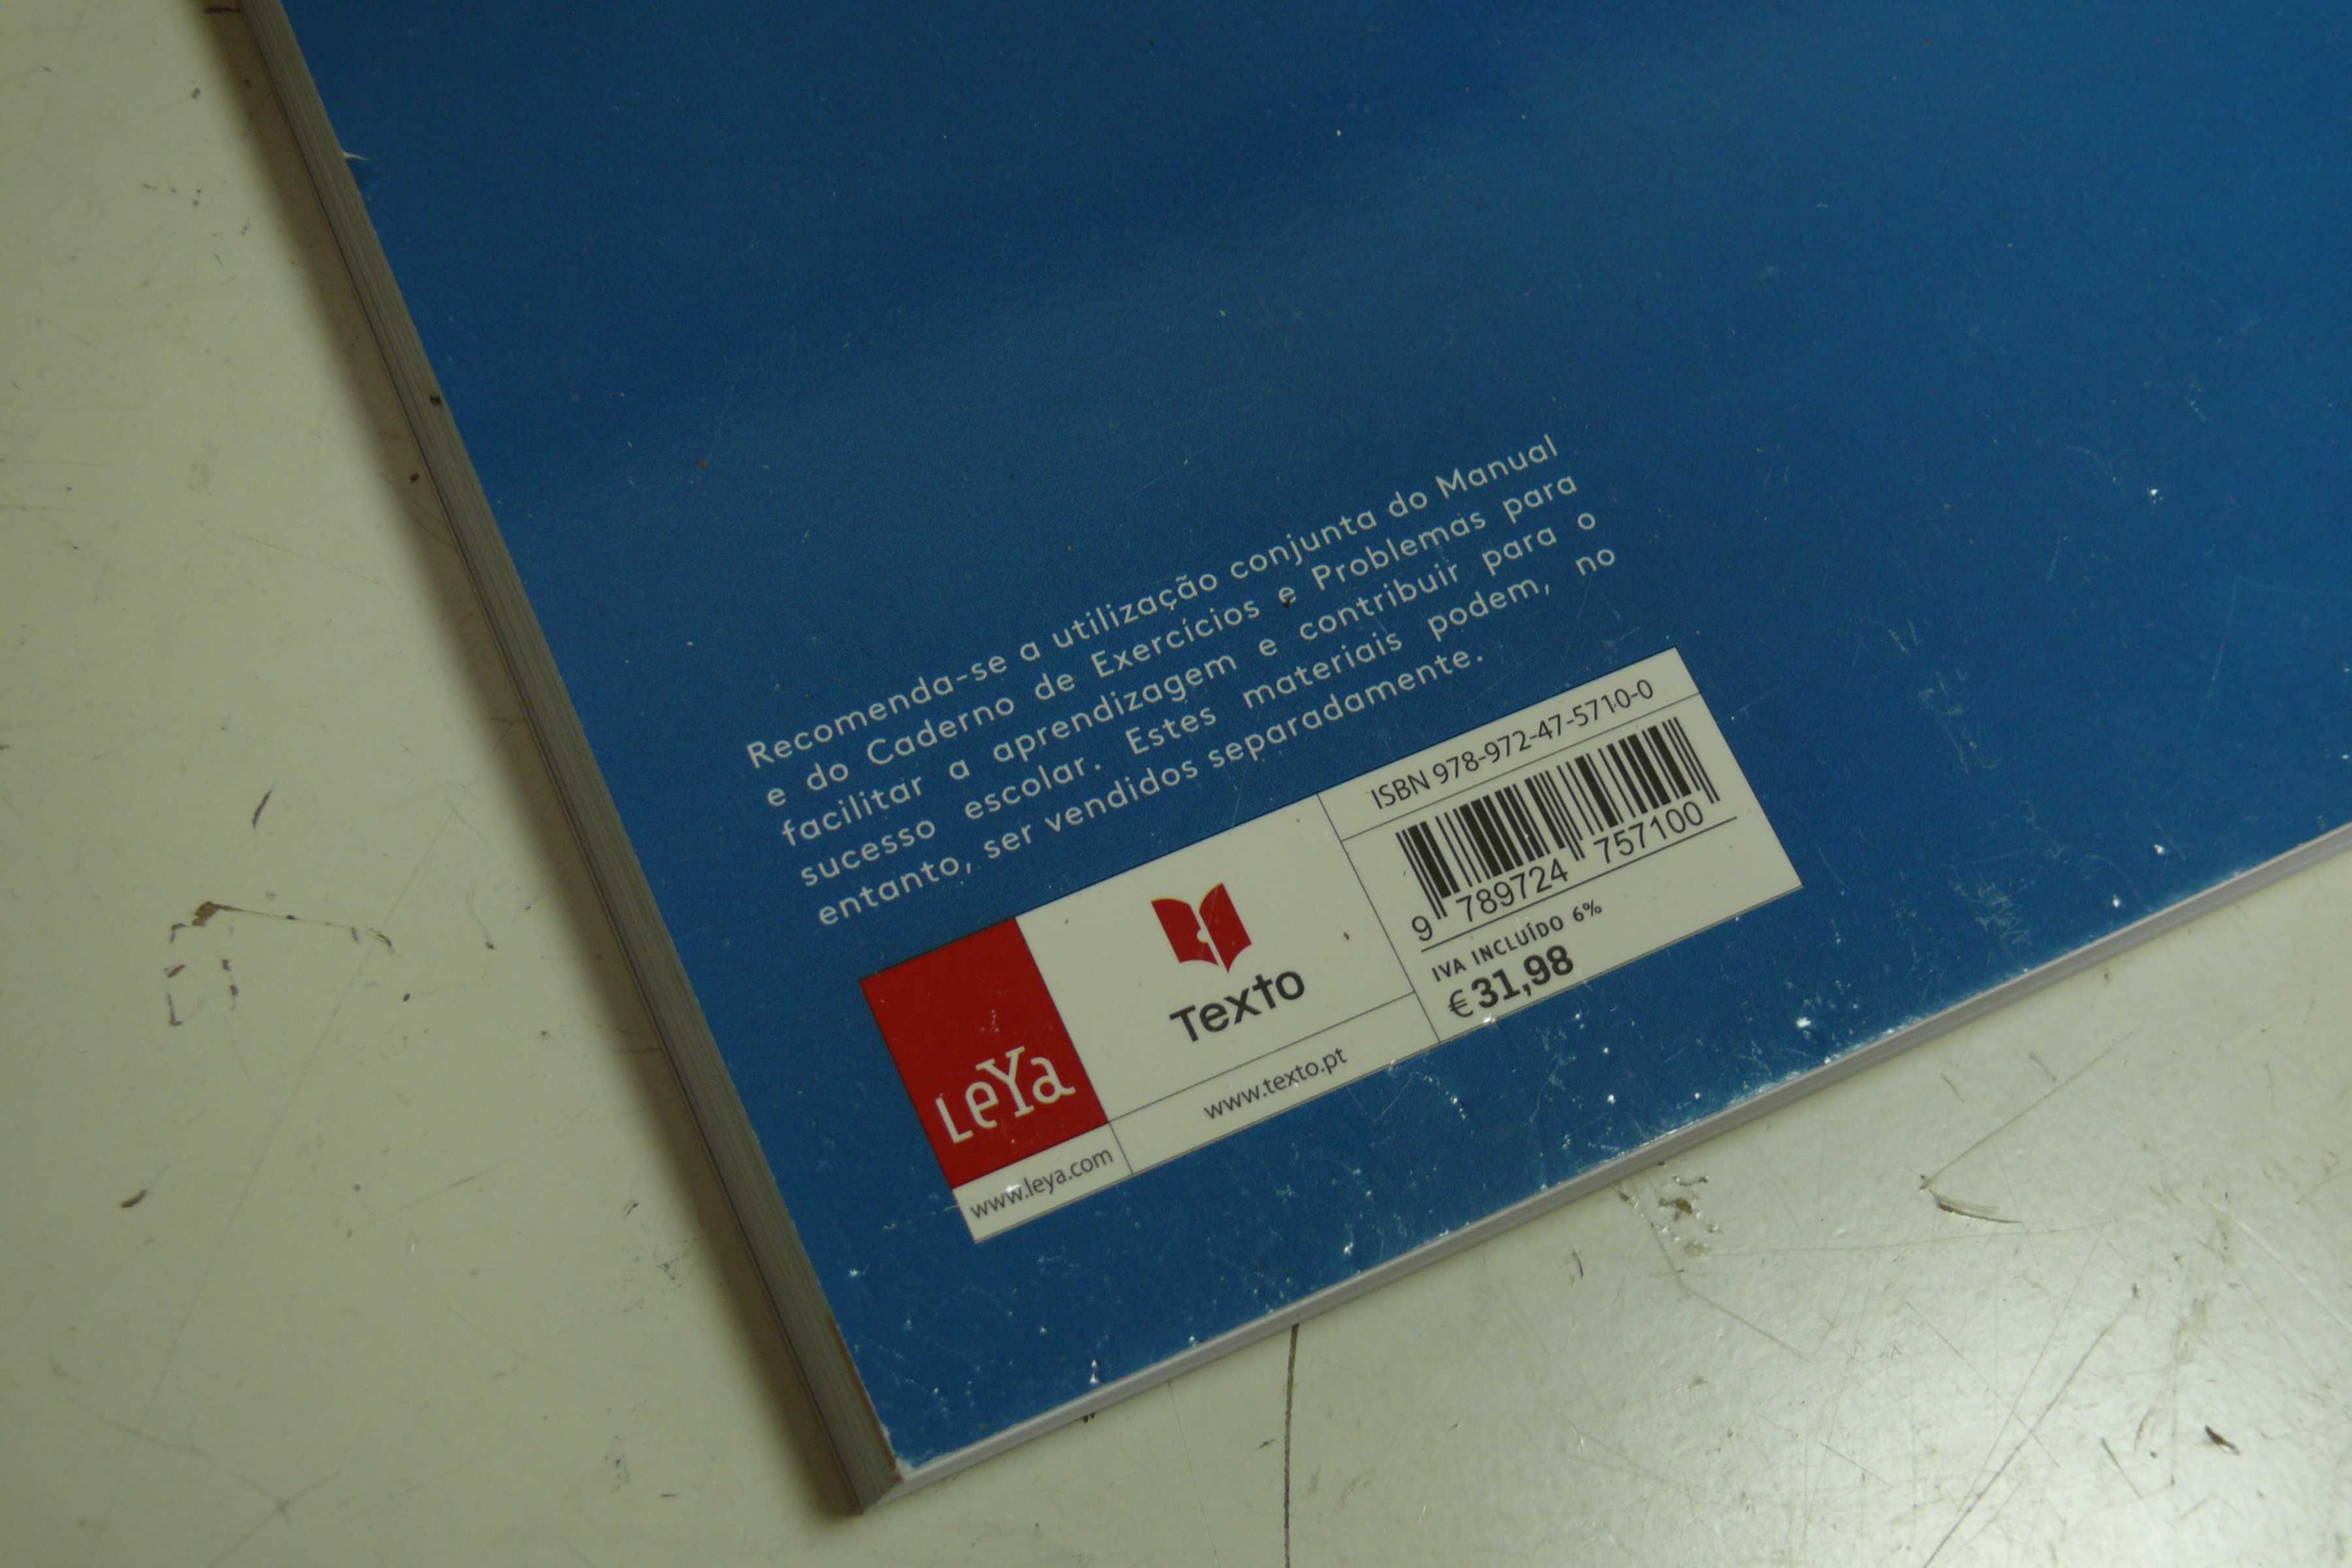 Recomenda-se a utilização conjunta do Manual
e do Caderno de Exercícios e Problemas para
facilitar a aprendizagem e contribuir para o
sucesso escolar. Estes materiais podem, no
entanto, ser vendidos separadamente.
LeYa
www.leya.com
Texto
www.texto.pt
ISBN 978-972-47-5710-0
9 789724 757100
IVA INCLUÍDO 6%
€31,98